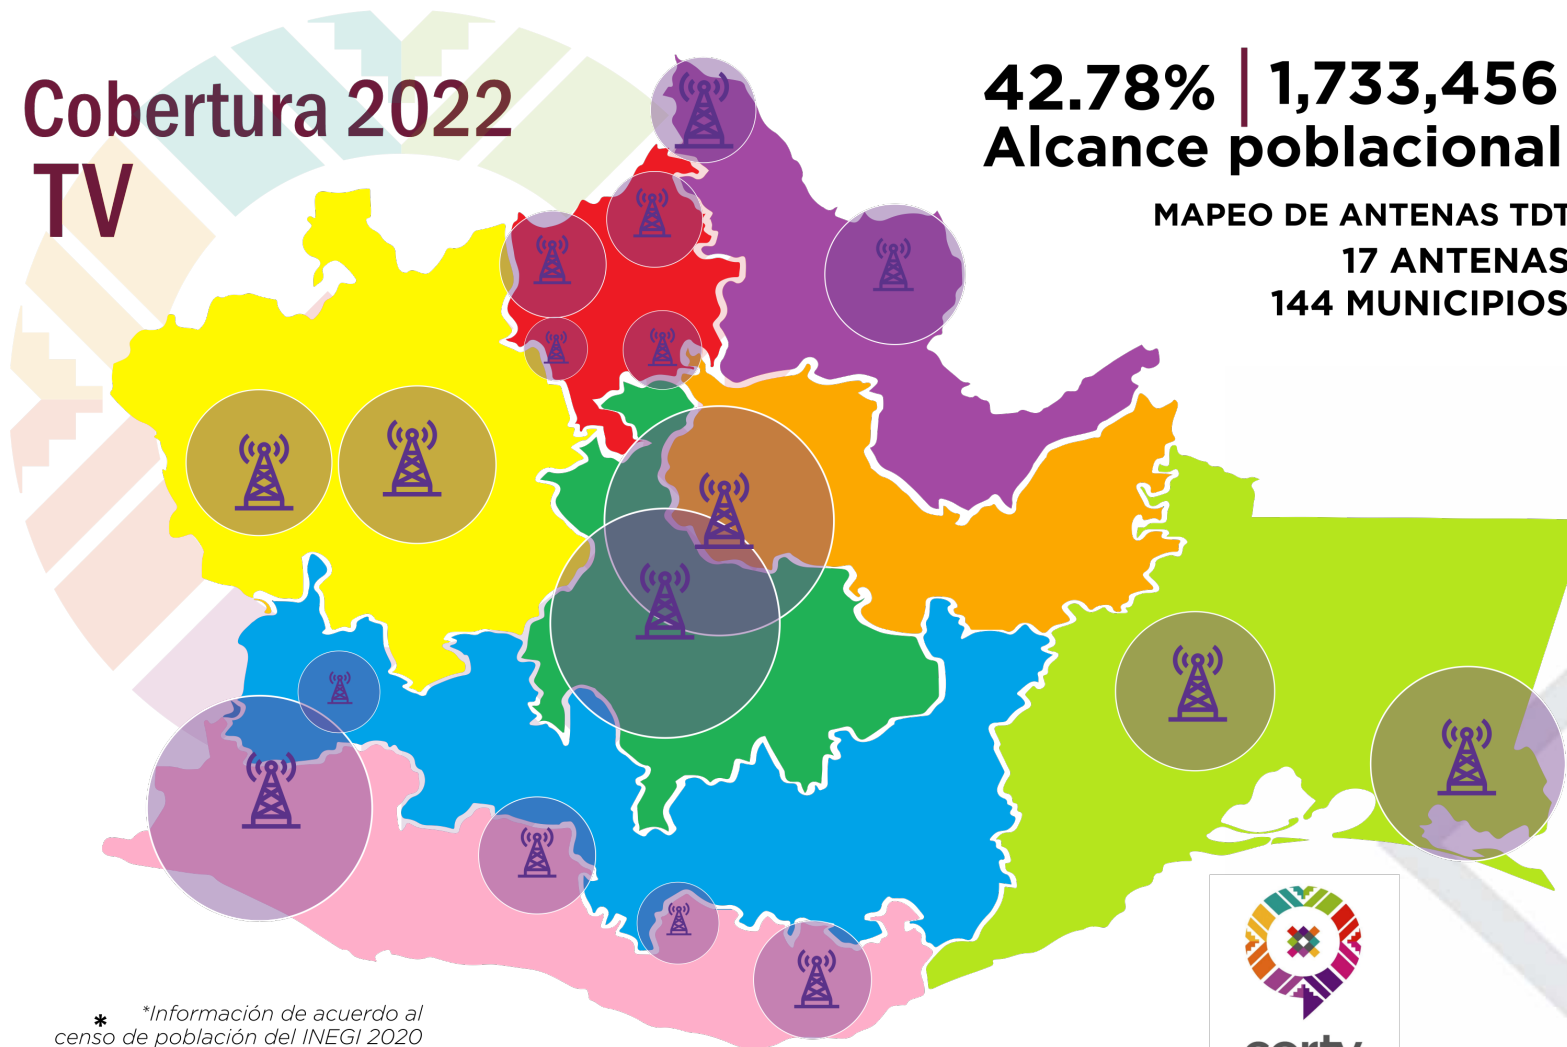 Cobertura 2022
TV
42.78% | 1,733,456
Alcance poblacional
MAPEO DE ANTENAS TDT
17 ANTENAS
144 MUNICIPIOS
* *Información de acuerdo al
censo de población del INEGI 2020